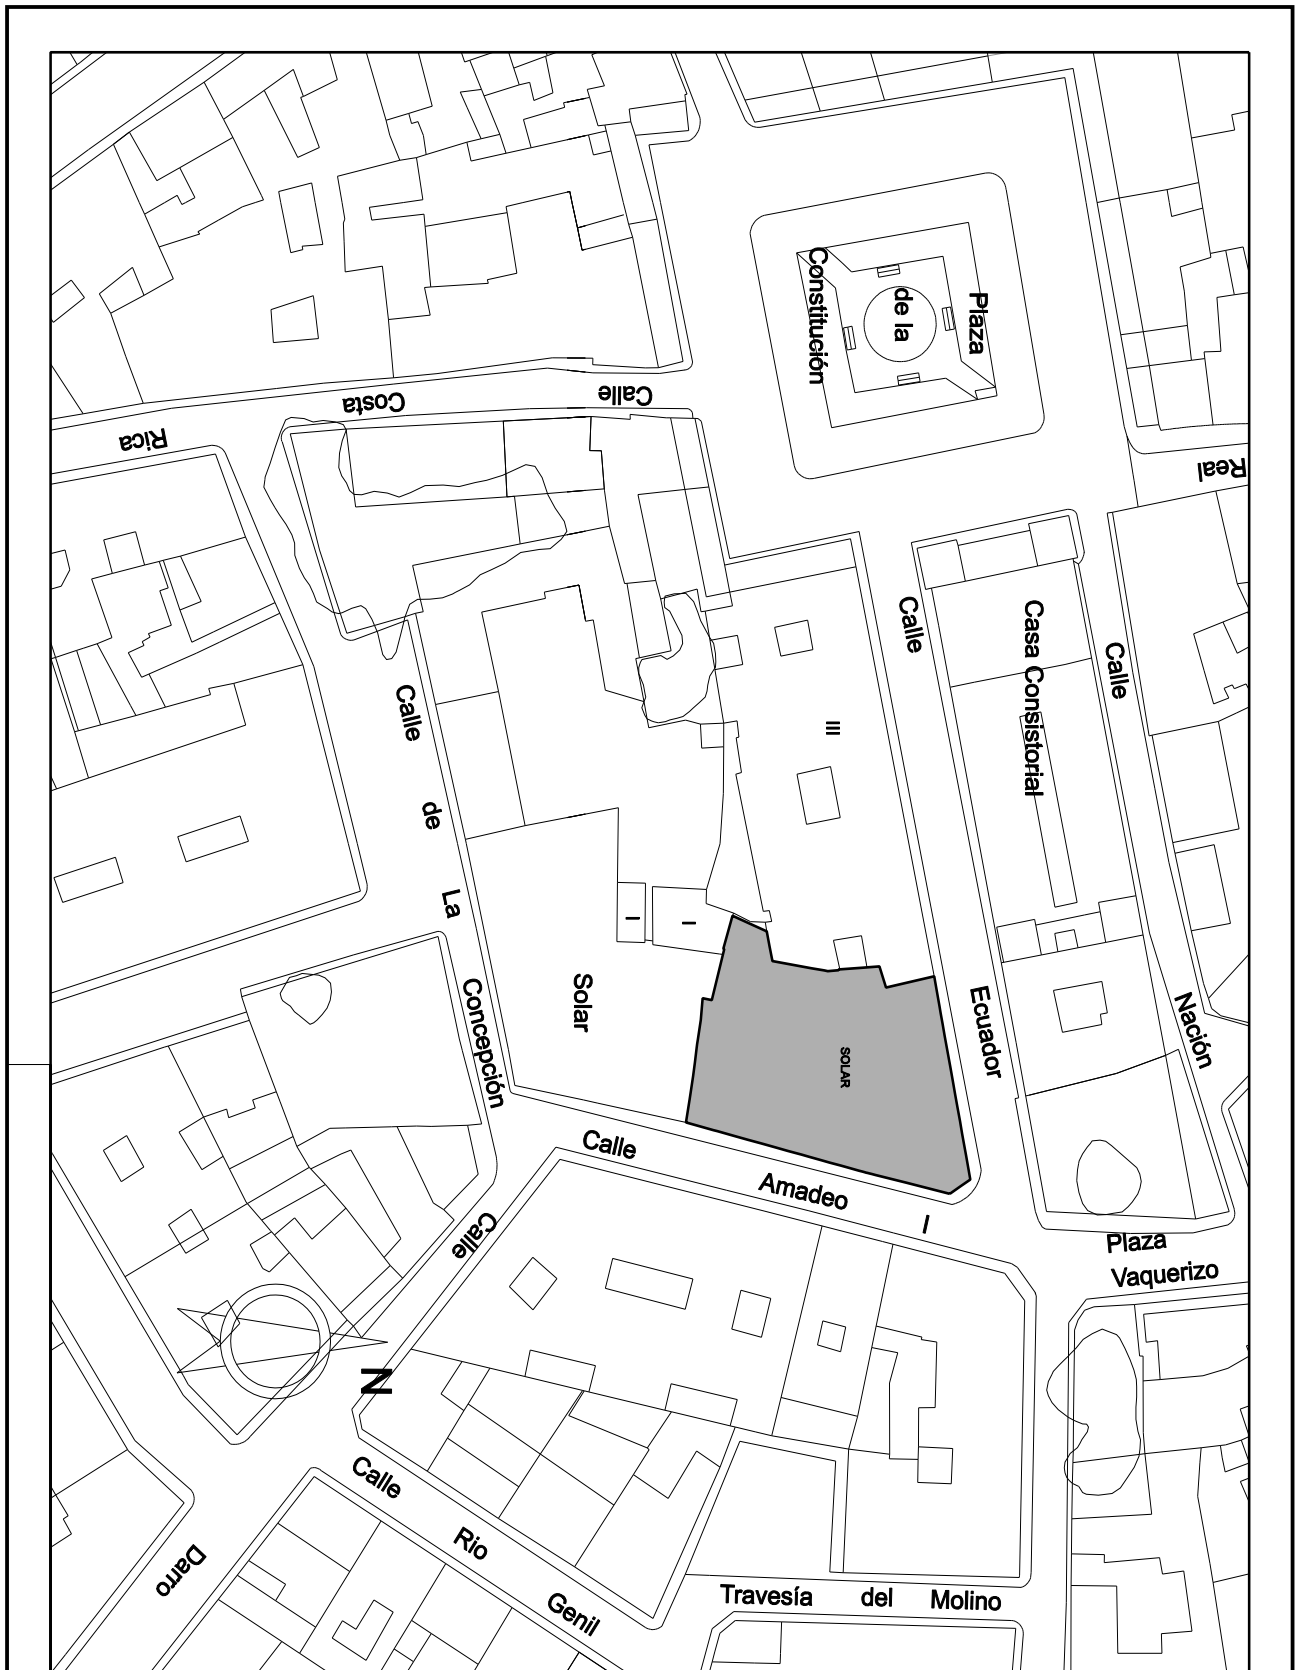 Plaza
de la
Constitución
Calle
Costa
Rica
Real
Calle
Ecuador
Casa Consistorial
Calle
Nación
III
I
I
Calle
de
La
Concepción
Solar
SOLAR
Calle
Amadeo
I
Plaza
Vaquerizo
Calle
Darro
N
Calle
Rio
Genil
Travesía del Molino